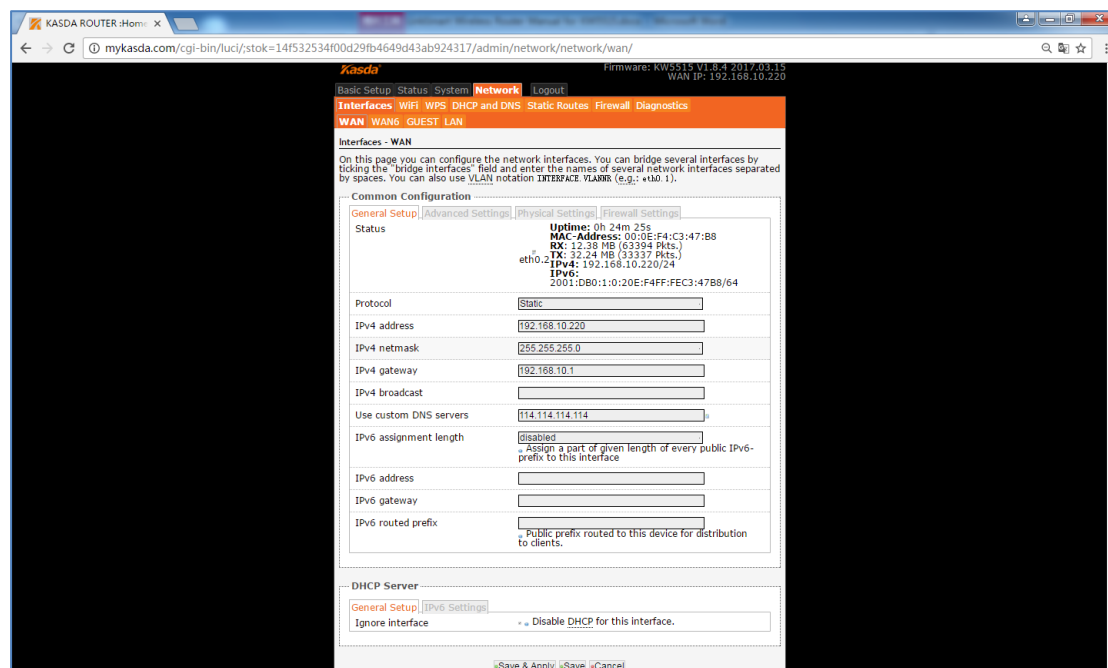 KASDA ROUTER :Hom
mykasda.com/cgi-bin/luci/;stok=14f532534f00d29fb4649d43ab924317/admin/network/network/wan/
Kasda
Firmware: KW5515 V1.8.4 2017.03.15
WAN IP: 192.168.10.220
Basic Setup Status System Network Logout
Interfaces WiFi WPS DHCP and DNS Static Routes Firewall Diagnostics
WAN WAN6 GUEST LAN
Interfaces - WAN
On this page you can configure the network interfaces. You can bridge several interfaces by
ticking the "bridge interfaces" field and enter the names of several network interfaces separated
by spaces. You can also use VLAN notation INTERFACE.VLANNR (e.g.: eth0.1).
Common Configuration
General Setup Advanced Settings Physical Settings Firewall Settings
Status
eth0.2
Uptime: 0h 24m 25s
MAC-Address: 00:0E:F4:C3:47:B8
RX: 12.38 MB (63394 Pkts.)
TX: 32.24 MB (33337 Pkts.)
IPv4: 192.168.10.220/24
IPv6:
2001:DB0:1:0:20E:F4FF:FEC3:47B8/64
Protocol Static
IPv4 address 192.168.10.220
IPv4 netmask 255.255.255.0
IPv4 gateway 192.168.10.1
IPv4 broadcast
Use custom DNS servers 114.114.114.114
IPv6 assignment length disabled
Assign a part of given length of every public IPv6-
prefix to this interface
IPv6 address
IPv6 gateway
IPv6 routed prefix
Public prefix routed to this device for distribution
to clients.
DHCP Server
General Setup IPv6 Settings
Ignore interface Disable DHCP for this interface.
Save & Apply Save Cancel